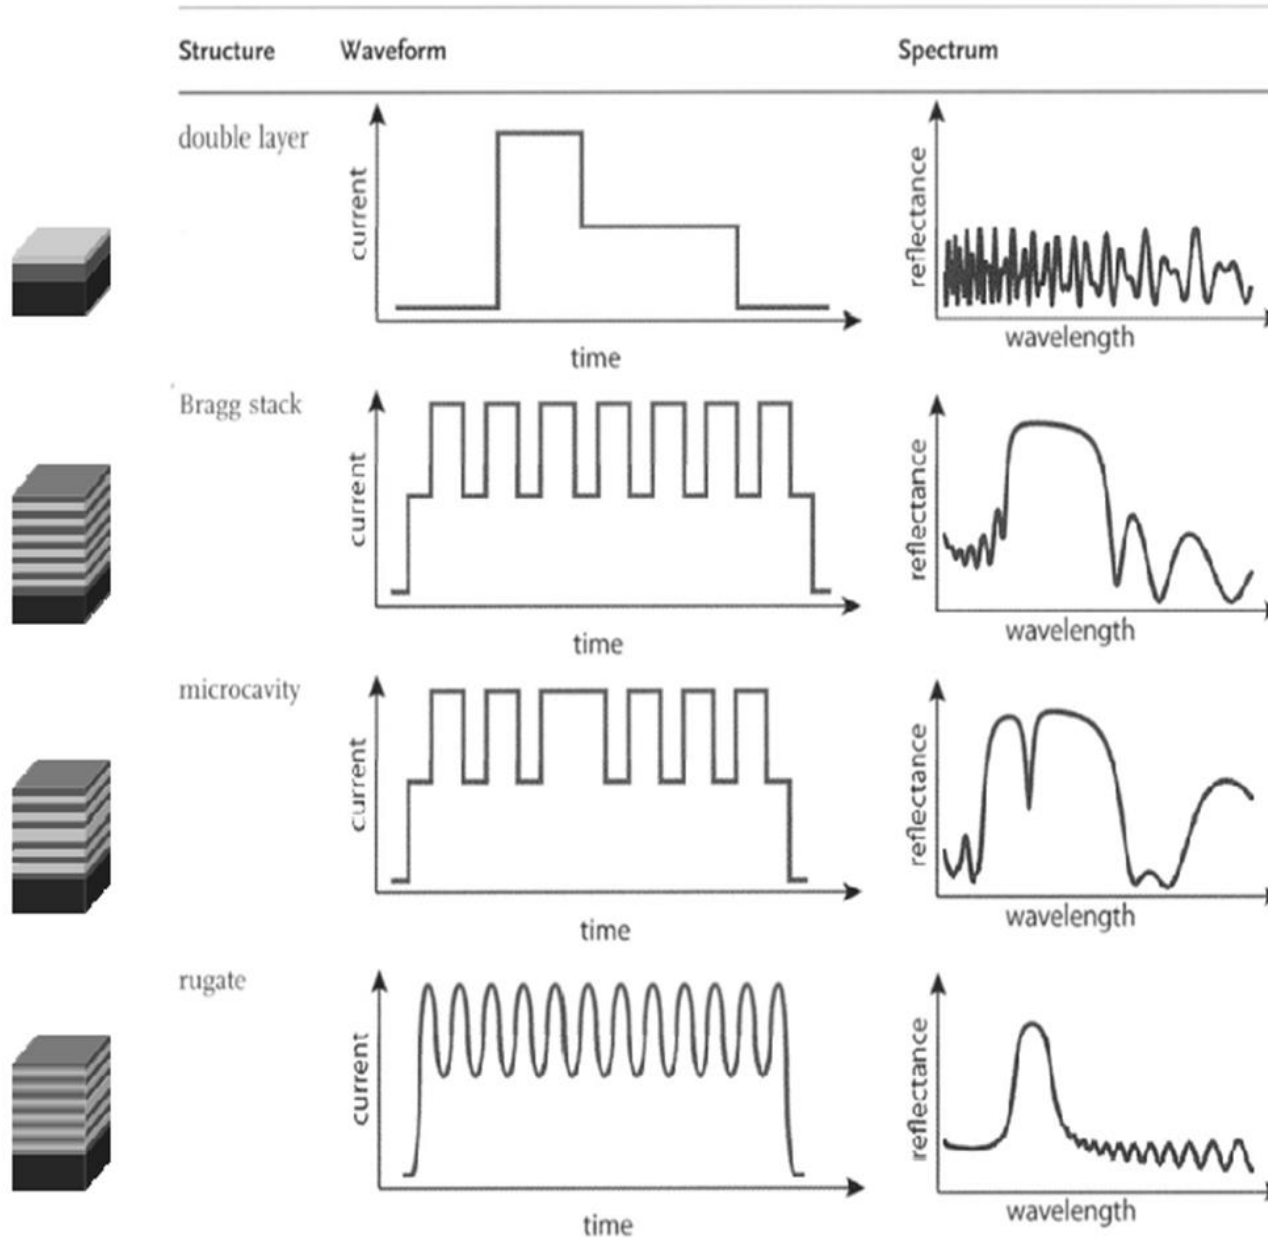 Structure Waveform Spectrum
double layer
current
time
reflectance
wavelength
Bragg stack
current
time
reflectance
wavelength
microcavity
current
time
reflectance
wavelength
rugate
current
time
reflectance
wavelength